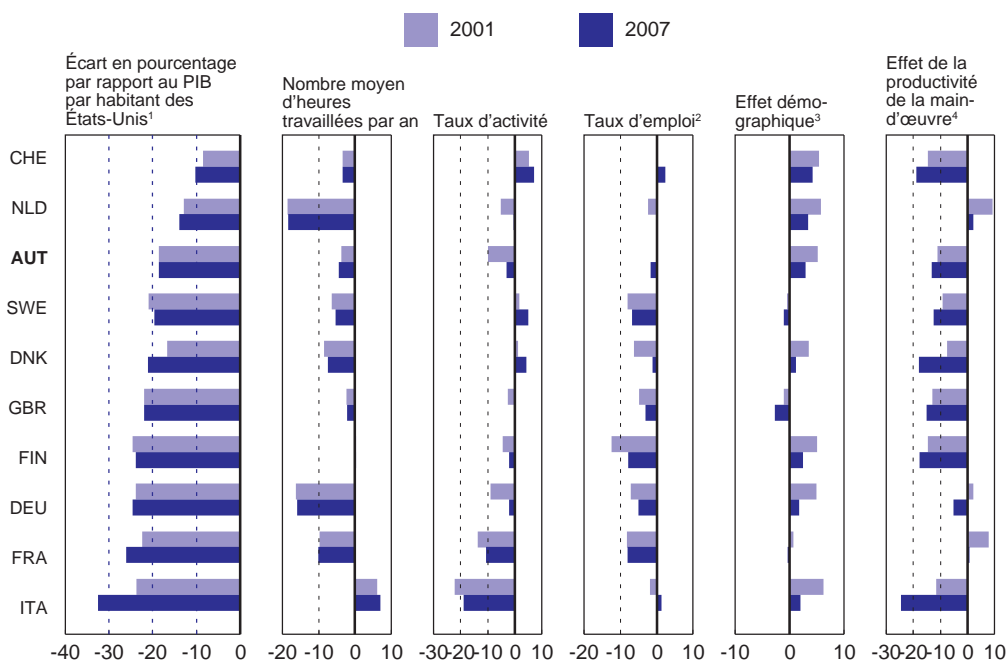 2001
2007
Écart en pourcentage
par rapport au PIB
par habitant des
États-Unis¹
Nombre moyen
d'heures
travaillées par an
Taux d'activité
Taux d'emploi²
Effet démo-
graphique³
Effet de la
productivité
de la main-
d'œuvre⁴
CHE
NLD
AUT
SWE
DNK
GBR
FIN
DEU
FRA
ITA
-40 -30 -20 -10 0 -20 -10 0 10 -30 -20 -10 0 10 -20 -10 0 10 -10 0 10 -30 -20 -10 0 10